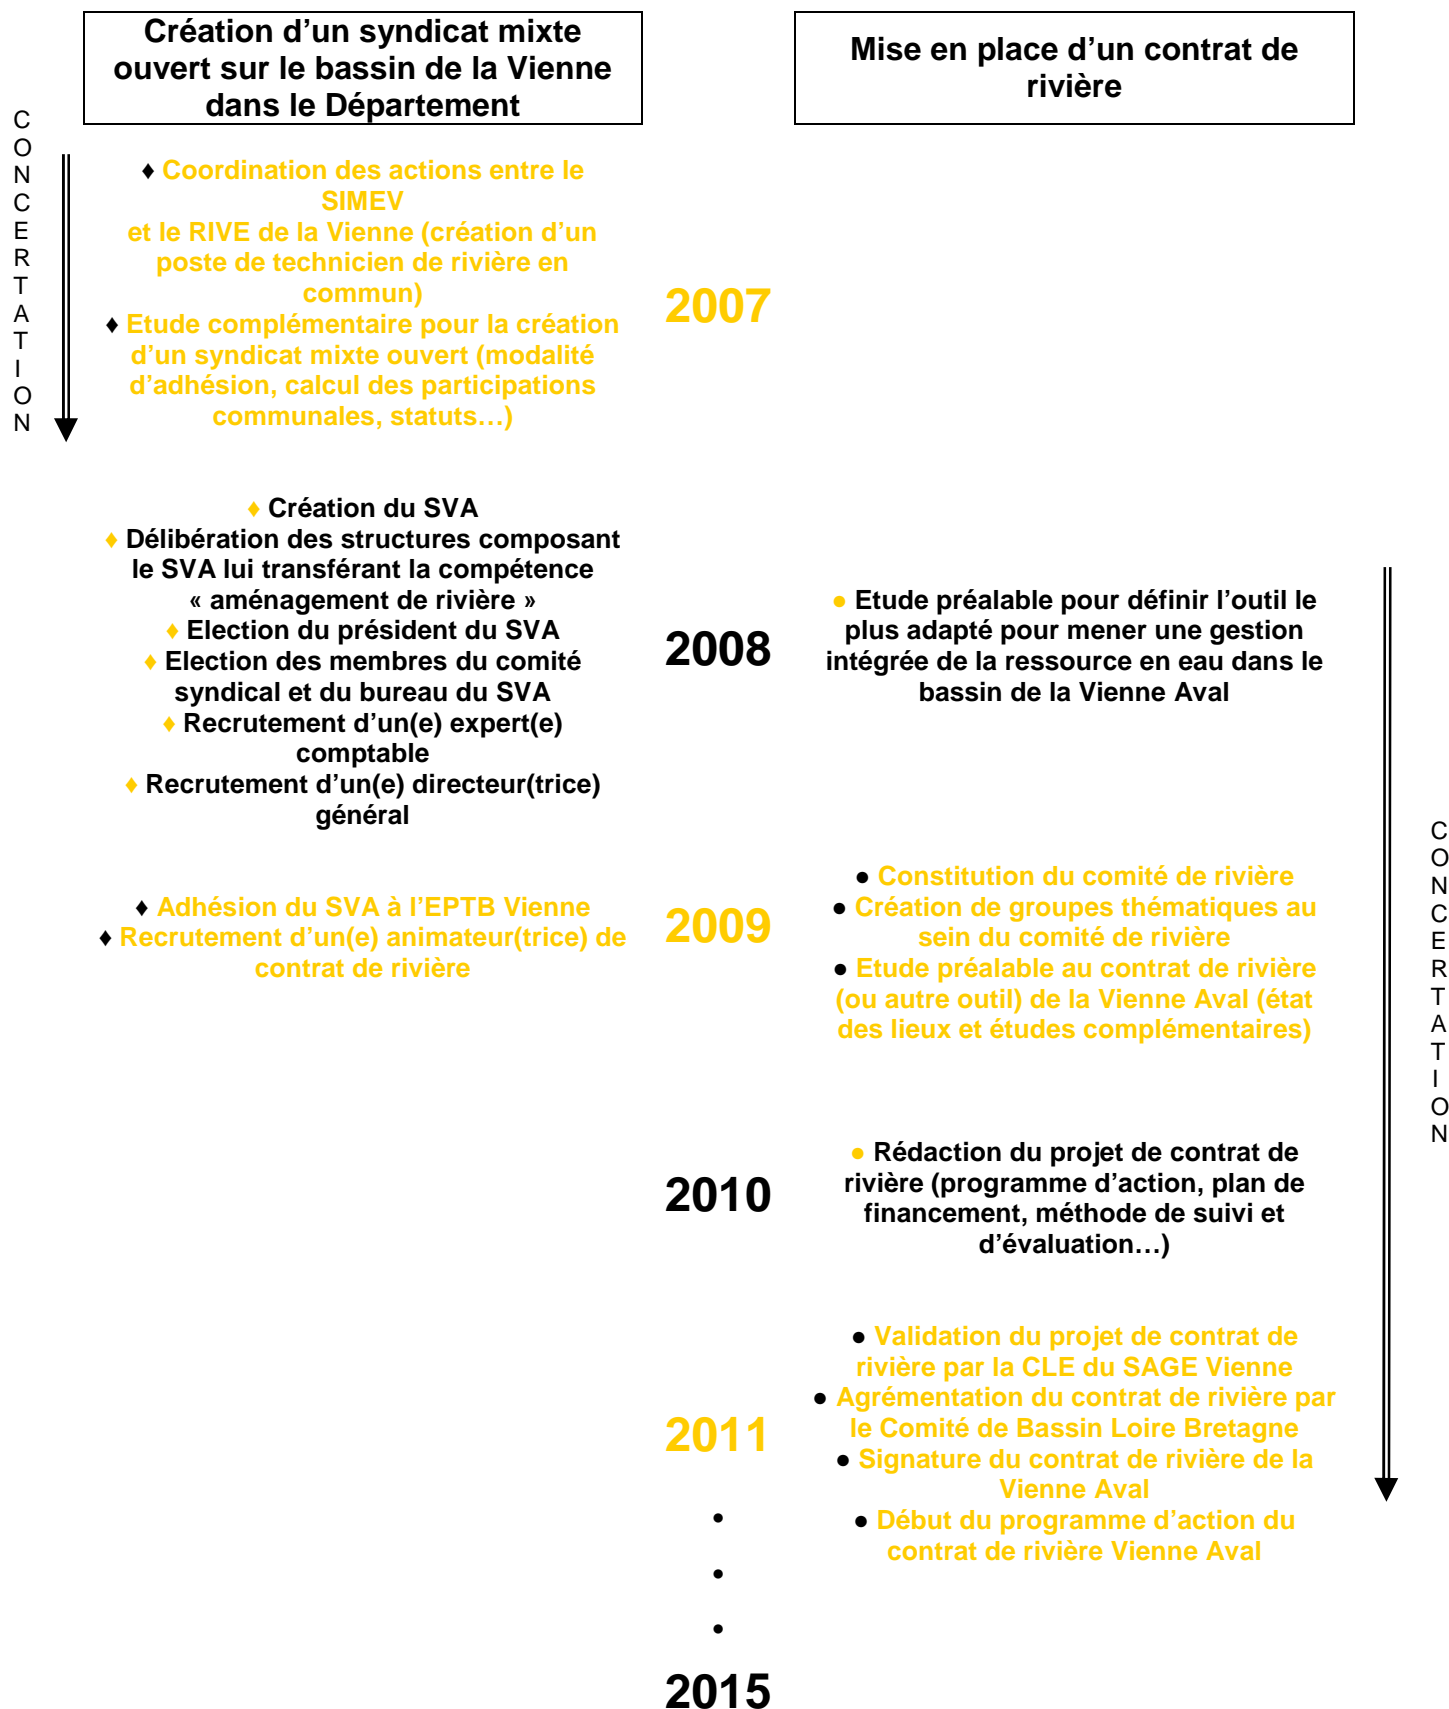 Création d’un syndicat mixte
ouvert sur le bassin de la Vienne
dans le Département
Mise en place d’un contrat de
rivière
C
O
N
C
E
R
T
A
T
I
O
N
♦ Coordination des actions entre le
SIMEV
et le RIVE de la Vienne (création d’un
poste de technicien de rivière en
commun)
♦ Etude complémentaire pour la création
d’un syndicat mixte ouvert (modalité
d’adhésion, calcul des participations
communales, statuts…)
2007
♦ Création du SVA
♦ Délibération des structures composant
le SVA lui transférant la compétence
« aménagement de rivière »
♦ Election du président du SVA
♦ Election des membres du comité
syndical et du bureau du SVA
♦ Recrutement d’un(e) expert(e)
comptable
♦ Recrutement d’un(e) directeur(trice)
général
2008
● Etude préalable pour définir l’outil le
plus adapté pour mener une gestion
intégrée de la ressource en eau dans le
bassin de la Vienne Aval
♦ Adhésion du SVA à l’EPTB Vienne
♦ Recrutement d’un(e) animateur(trice) de
contrat de rivière
2009
● Constitution du comité de rivière
● Création de groupes thématiques au
sein du comité de rivière
● Etude préalable au contrat de rivière
(ou autre outil) de la Vienne Aval (état
des lieux et études complémentaires)
C
O
N
C
E
R
T
A
T
I
O
N
2010
● Rédaction du projet de contrat de
rivière (programme d’action, plan de
financement, méthode de suivi et
d’évaluation…)
2011
● Validation du projet de contrat de
rivière par la CLE du SAGE Vienne
● Agrémentation du contrat de rivière par
le Comité de Bassin Loire Bretagne
● Signature du contrat de rivière de la
Vienne Aval
● Début du programme d’action du
contrat de rivière Vienne Aval
•
•
•
2015